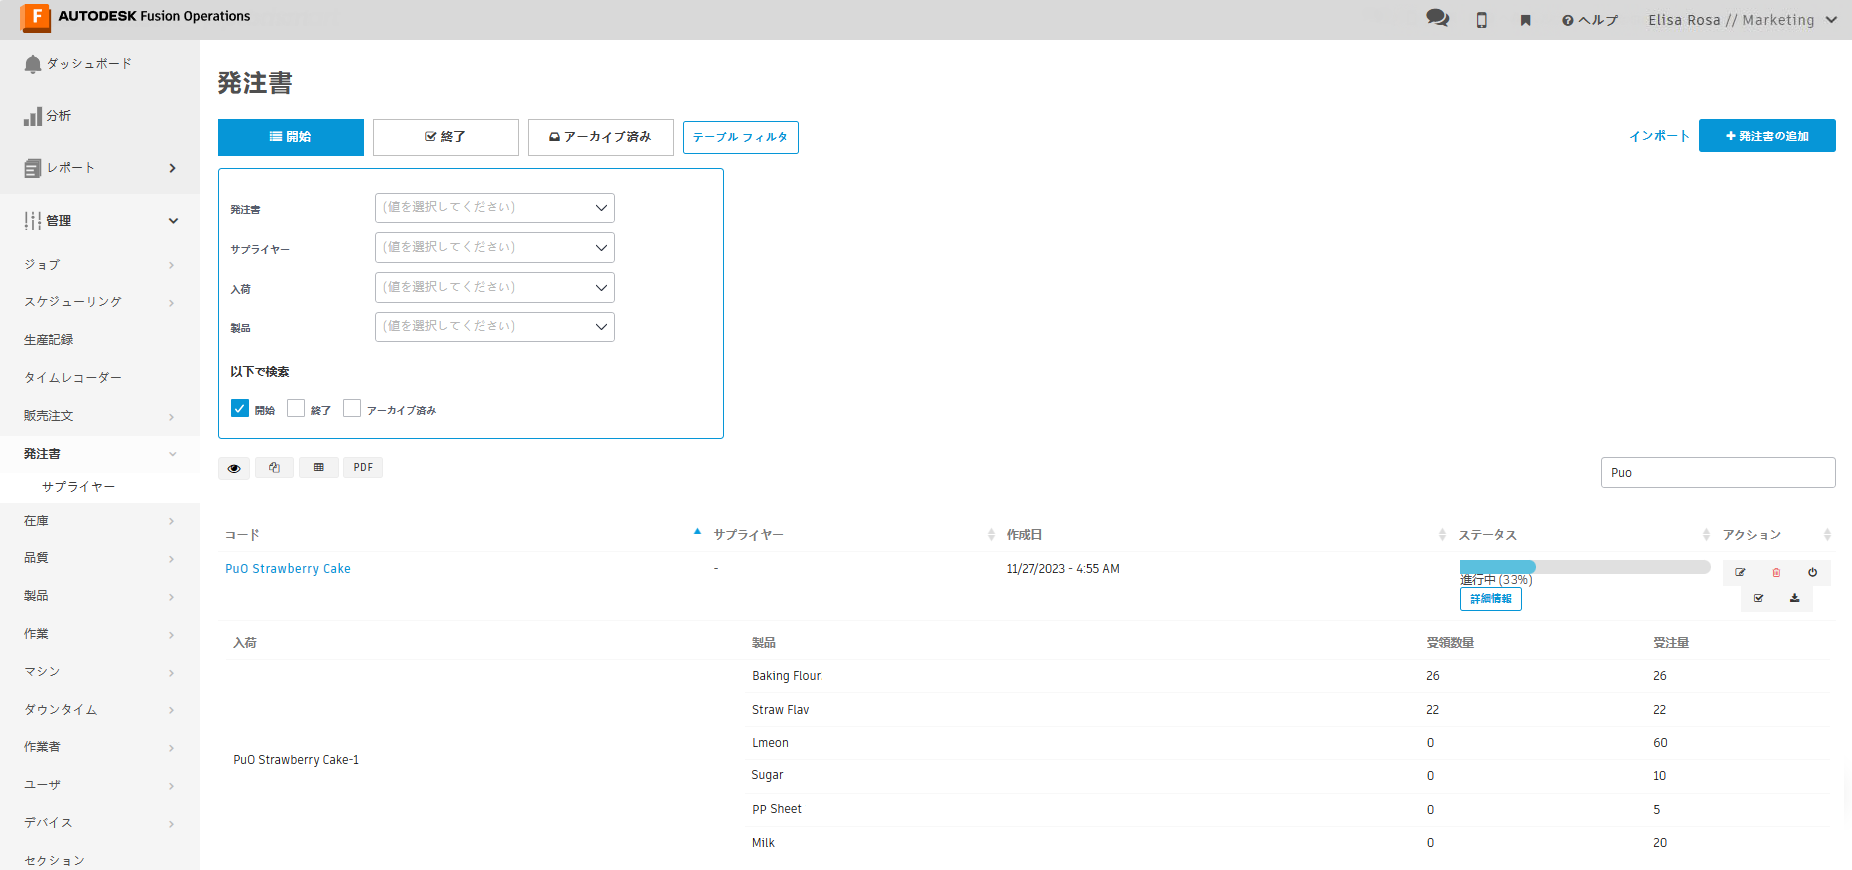 AUTODESK Fusion Operations
ヘルプ
Elisa Rosa // Marketing
ダッシュボード
分析
レポート
管理
ジョブ
スケジューリング
生産記録
タイムレコーダー
販売注文
発注書
サプライヤー
在庫
品質
製品
作業
マシン
ダウンタイム
作業者
ユーザ
デバイス
セクション
発注書
開始 終了 アーカイブ済み テーブル フィルタ
インポート 発注書の追加
発注書 (値を選択してください)
サプライヤー (値を選択してください)
入荷 (値を選択してください)
製品 (値を選択してください)
以下で検索
開始 終了 アーカイブ済み
PDF
Puo
コード サプライヤー 作成日 ステータス アクション
PuO Strawberry Cake - 11/27/2023 - 4:55 AM
進行中 (33%)
詳細情報
入荷 製品 受領数量 受注量
Baking Flour 26 26
Straw Flav 22 22
Lmeon 0 60
PuO Strawberry Cake-1
Sugar 0 10
PP Sheet 0 5
Milk 0 20